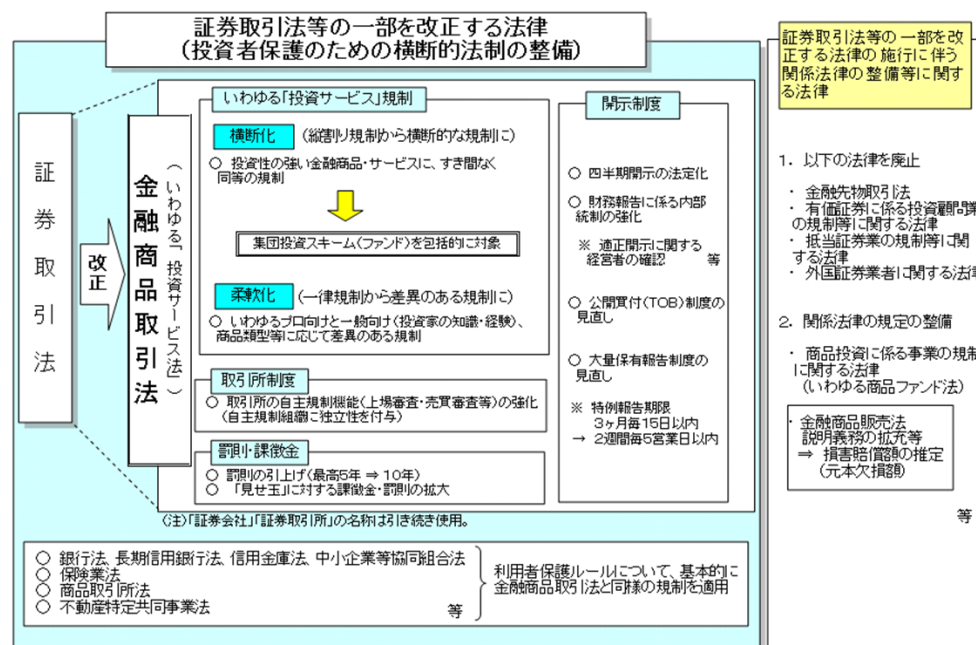 証券取引法等の一部を改正する法律
(投資者保護のための横断的法制の整備)
証券取引法
改正
金融商品取引法
(いわゆる「投資サービス法」)
いわゆる「投資サービス」規制
横断化 (縦割り規制から横断的な規制に)
○ 投資性の強い金融商品・サービスに、すき間なく
同等の規制
集団投資スキーム(ファンド)を包括的に対象
柔軟化 (一律規制から差異のある規制に)
○ いわゆるプロ向けと一般向け(投資家の知識・経験)、
商品類型等に応じて差異のある規制
取引所制度
○ 取引所の自主規制機能(上場審査・売買審査等)の強化
(自主規制組織に独立性を付与)
罰則・課徴金
○ 罰則の引上げ(最高5年 ⇒ 10年)
○ 「見せ玉」に対する課徴金・罰則の拡大
開示制度
○ 四半期開示の法定化
○ 財務報告に係る内部
統制の強化
※ 適正開示に関する
経営者の確認 等
○ 公開買付(TOB)制度の
見直し
○ 大量保有報告制度の
見直し
※ 特例報告期限
3ヶ月毎15日以内
→ 2週間毎5営業日以内
(注)「証券会社」「証券取引所」の名称は引き続き使用。
○ 銀行法、長期信用銀行法、信用金庫法、中小企業等協同組合法
○ 保険業法
○ 商品取引所法
○ 不動産特定共同事業法 等
利用者保護ルールについて、基本的に
金融商品取引法と同様の規制を適用
証券取引法等の一部を改
正する法律の施行に伴う
関係法律の整備等に関す
る法律
1. 以下の法律を廃止
・ 金融先物取引法
・ 有価証券に係る投資顧問業
の規制等に関する法律
・ 抵当証券業の規制等に関
する法律
・ 外国証券業者に関する法律
2. 関係法律の規定の整備
・ 商品投資に係る事業の規制
に関する法律
(いわゆる商品ファンド法)
・ 金融商品販売法
説明義務の拡充等
⇒ 損害賠償額の推定
(元本欠損額)
等